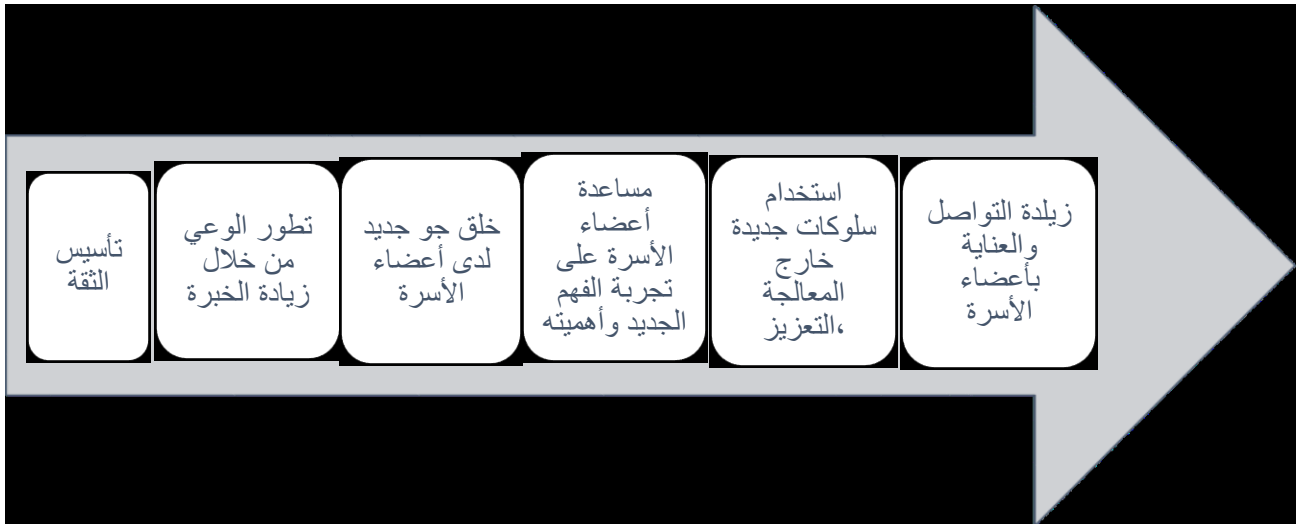 تأسيس
الثقة
تطور الوعي
من خلال
زيادة الخبرة
خلق جو جديد
لدى أعضاء
الأسرة
مساعدة
أعضاء
الأسرة على
تجربة الفهم
الجديد وأهميته
استخدام
سلوكات جديدة
خارج
المعالجة
،التعزيز
زيلدة التواصل
والعناية
بأعضاء
الأسرة